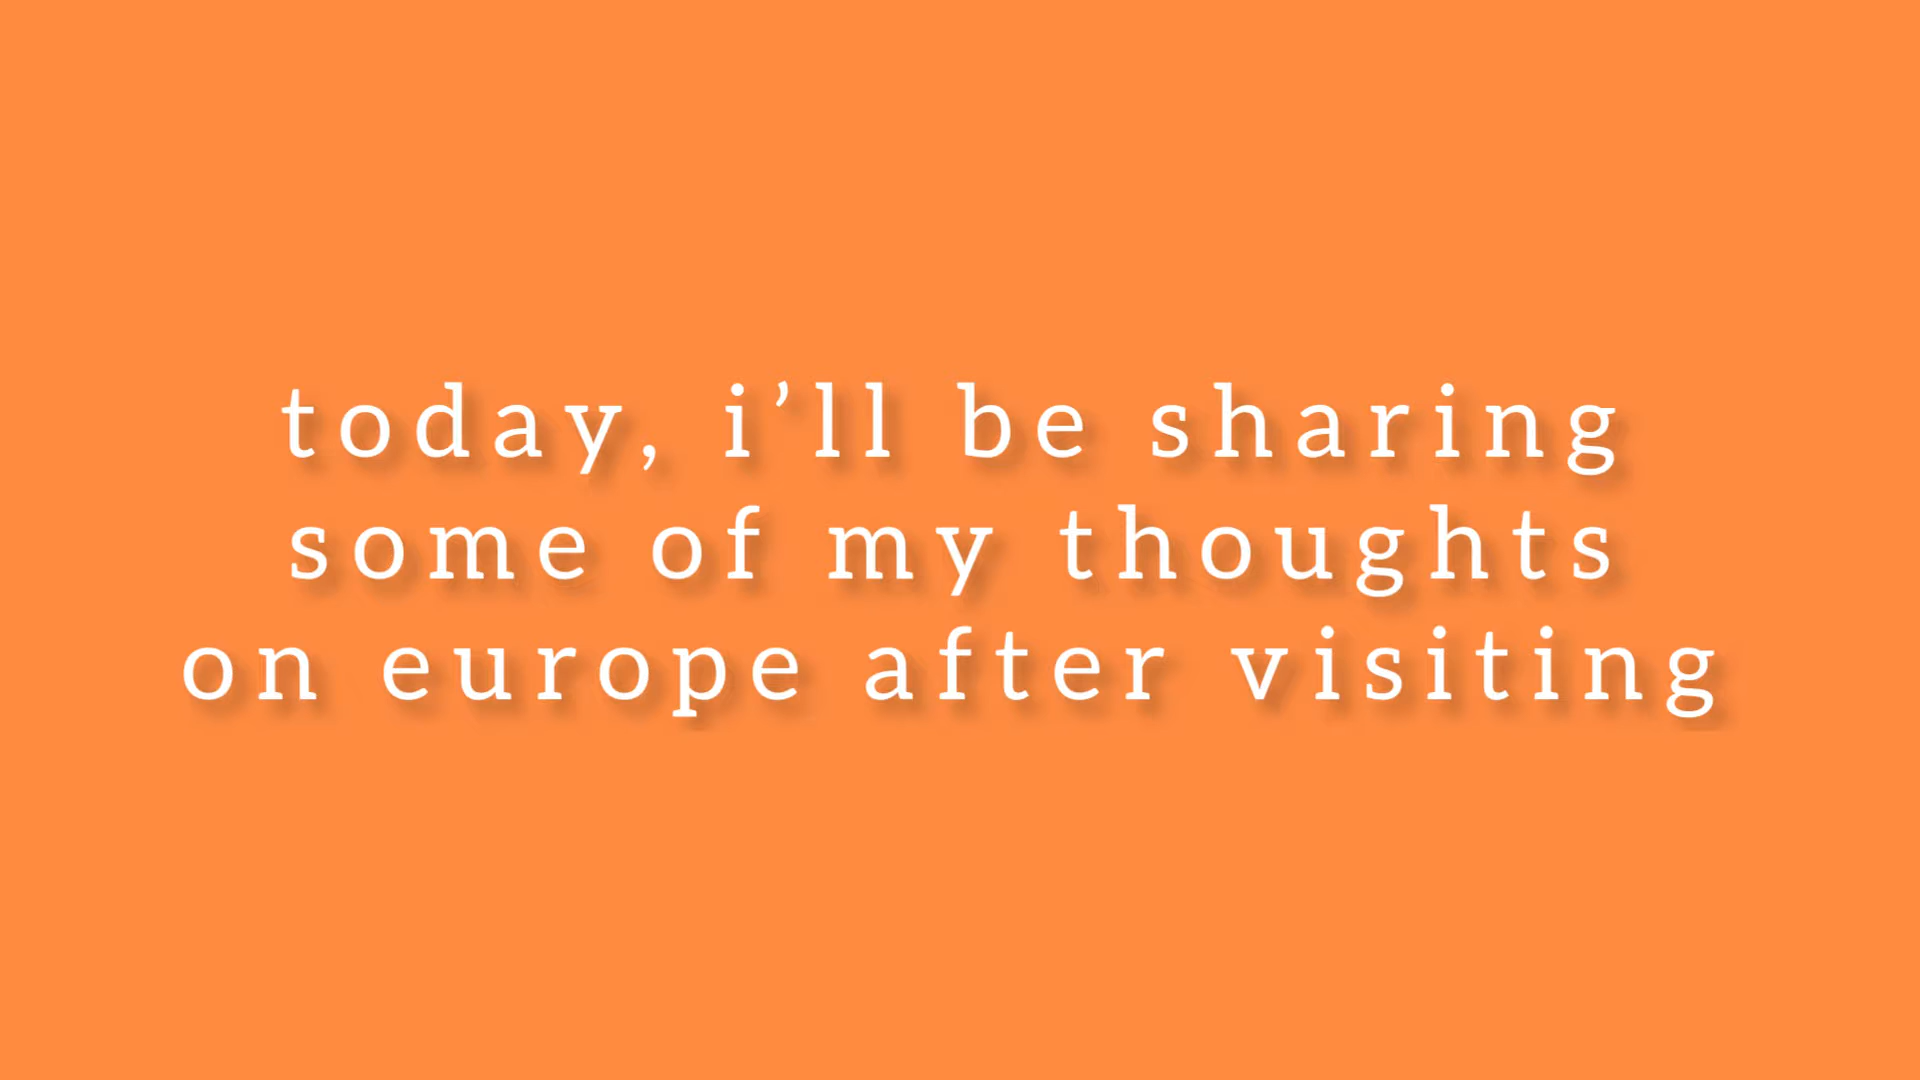 today, i’ll be sharing
some of my thoughts
on europe after visiting